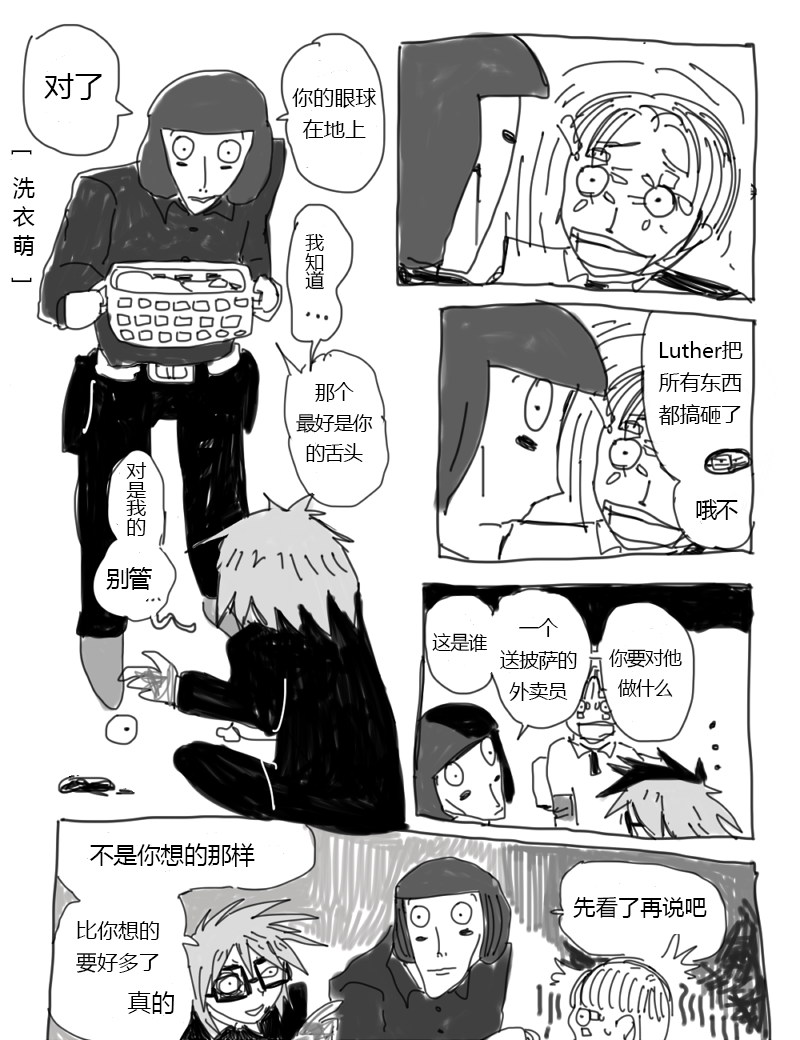 对了
你的眼球
在地上
[洗衣萌]
我知道
...
那个
最好是你
的舌头
对是我的
别管
...
Luther把
所有东西
都搞砸了
哦不
这是谁
一个
送披萨的
外卖员
你要对他
做什么
不是你想的那样
比你想的
要好多了
真的
先看了再说吧